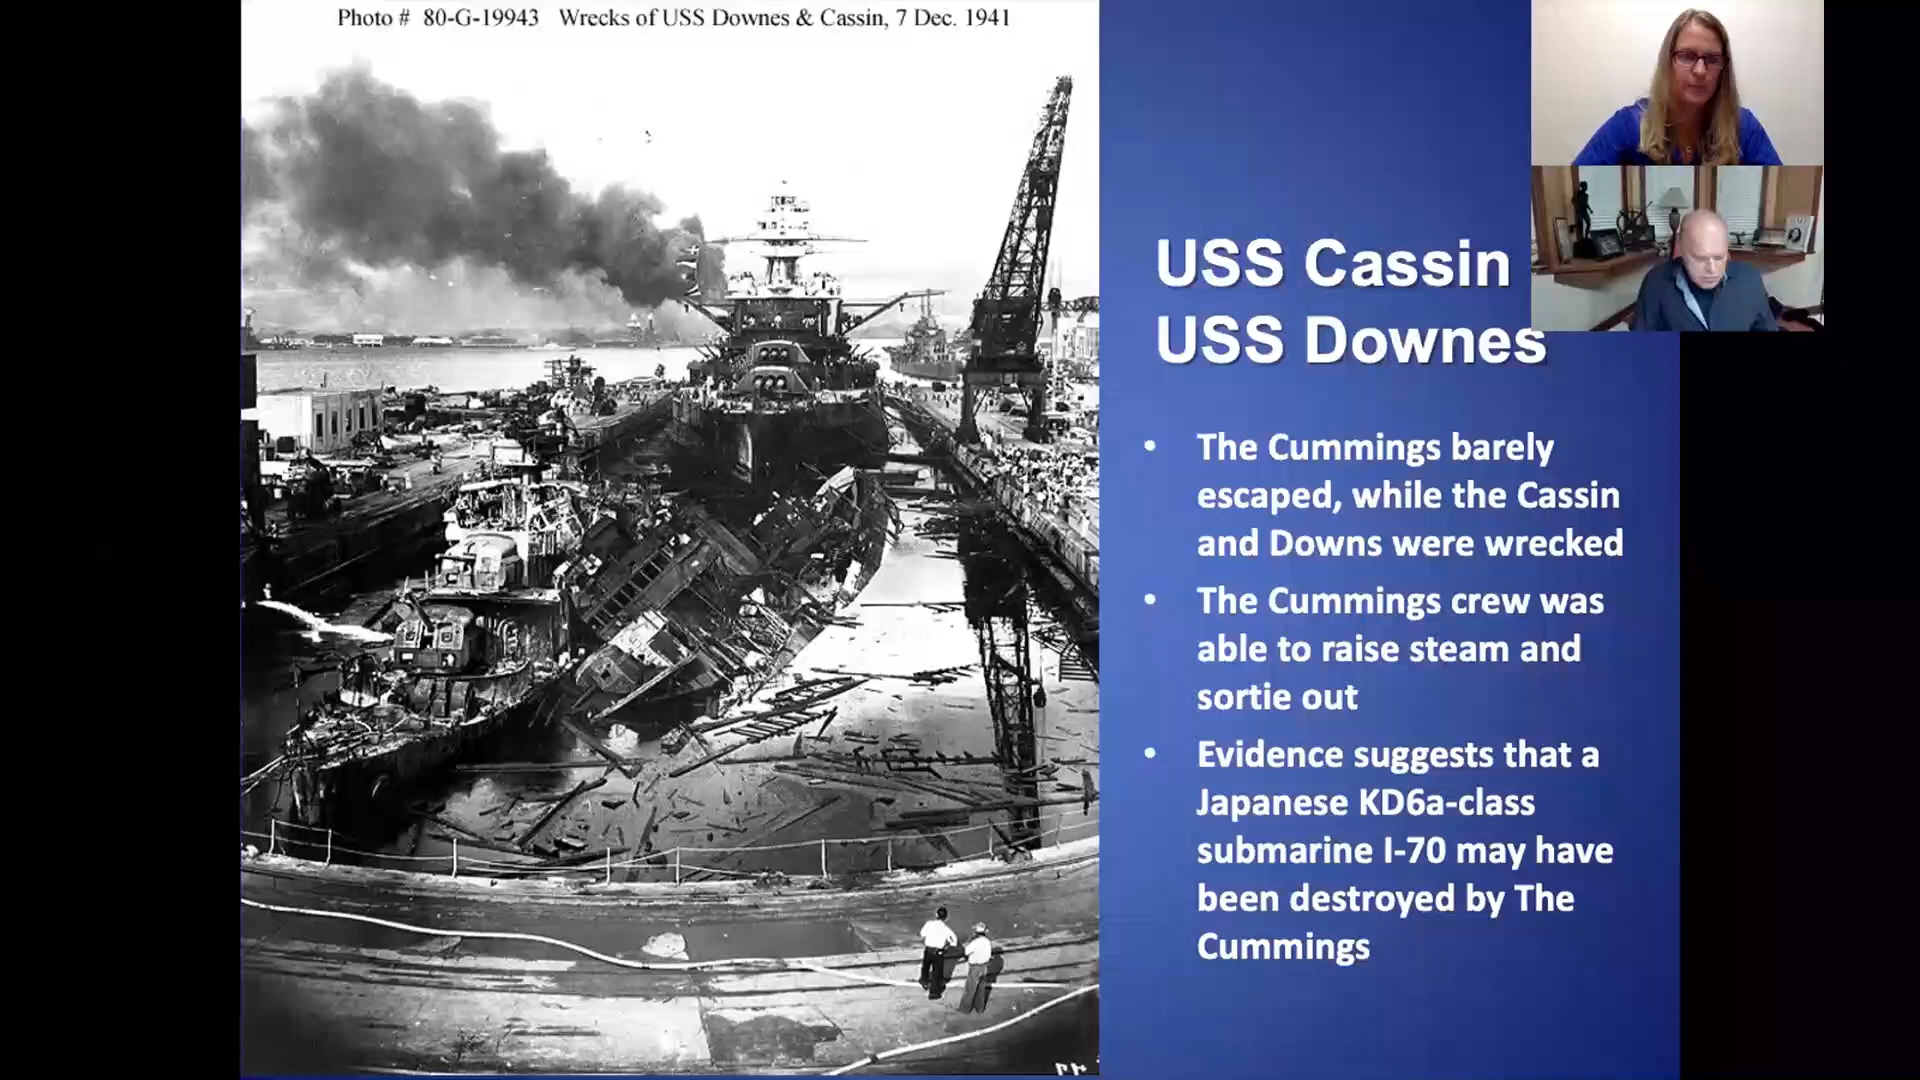 Photo # 80-G-19943 Wrecks of USS Downes & Cassin, 7 Dec. 1941
USS Cassin
USS Downes
• The Cummings barely
escaped, while the Cassin
and Downs were wrecked
• The Cummings crew was
able to raise steam and
sortie out
• Evidence suggests that a
Japanese KD6a-class
submarine I-70 may have
been destroyed by The
Cummings